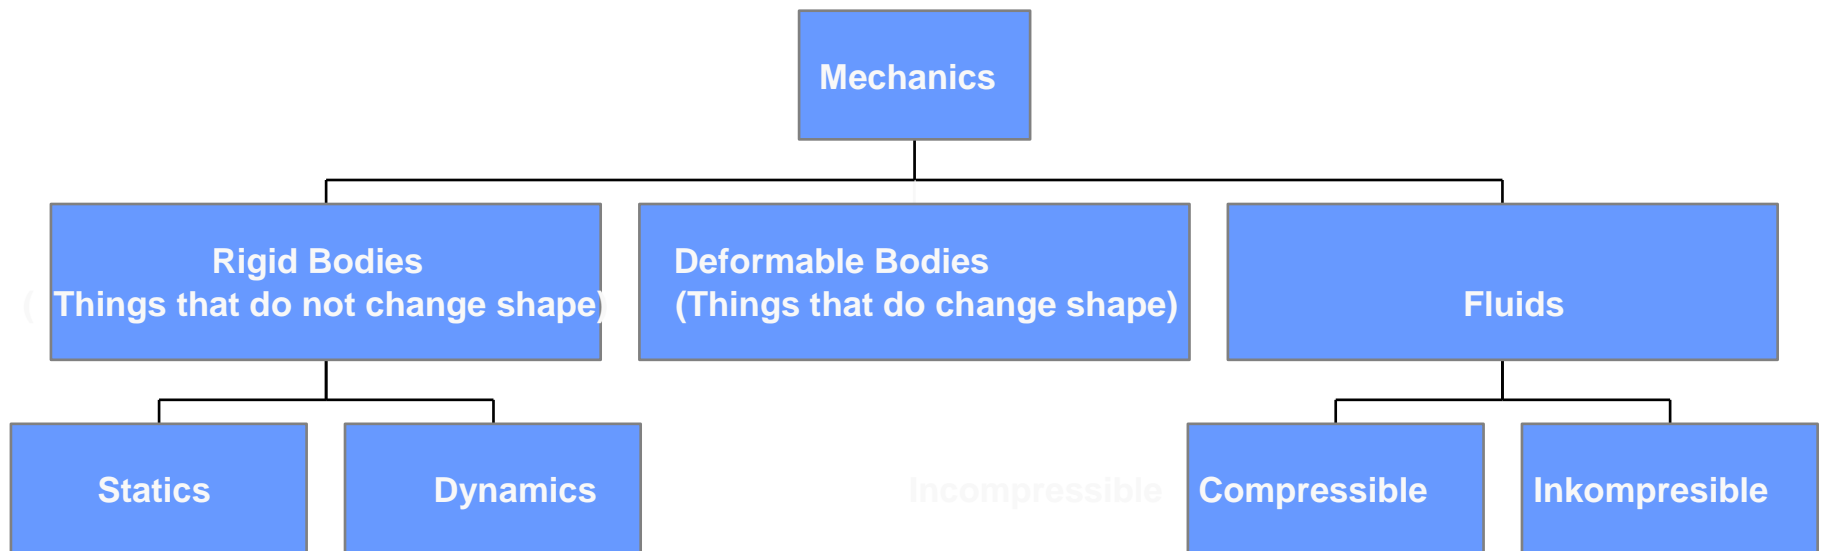 Mechanics
Rigid Bodies
( Things that do not change shape)
Deformable Bodies
(Things that do change shape)
Fluids
Statics
Dynamics
Incompressible
Compressible
Inkompresible